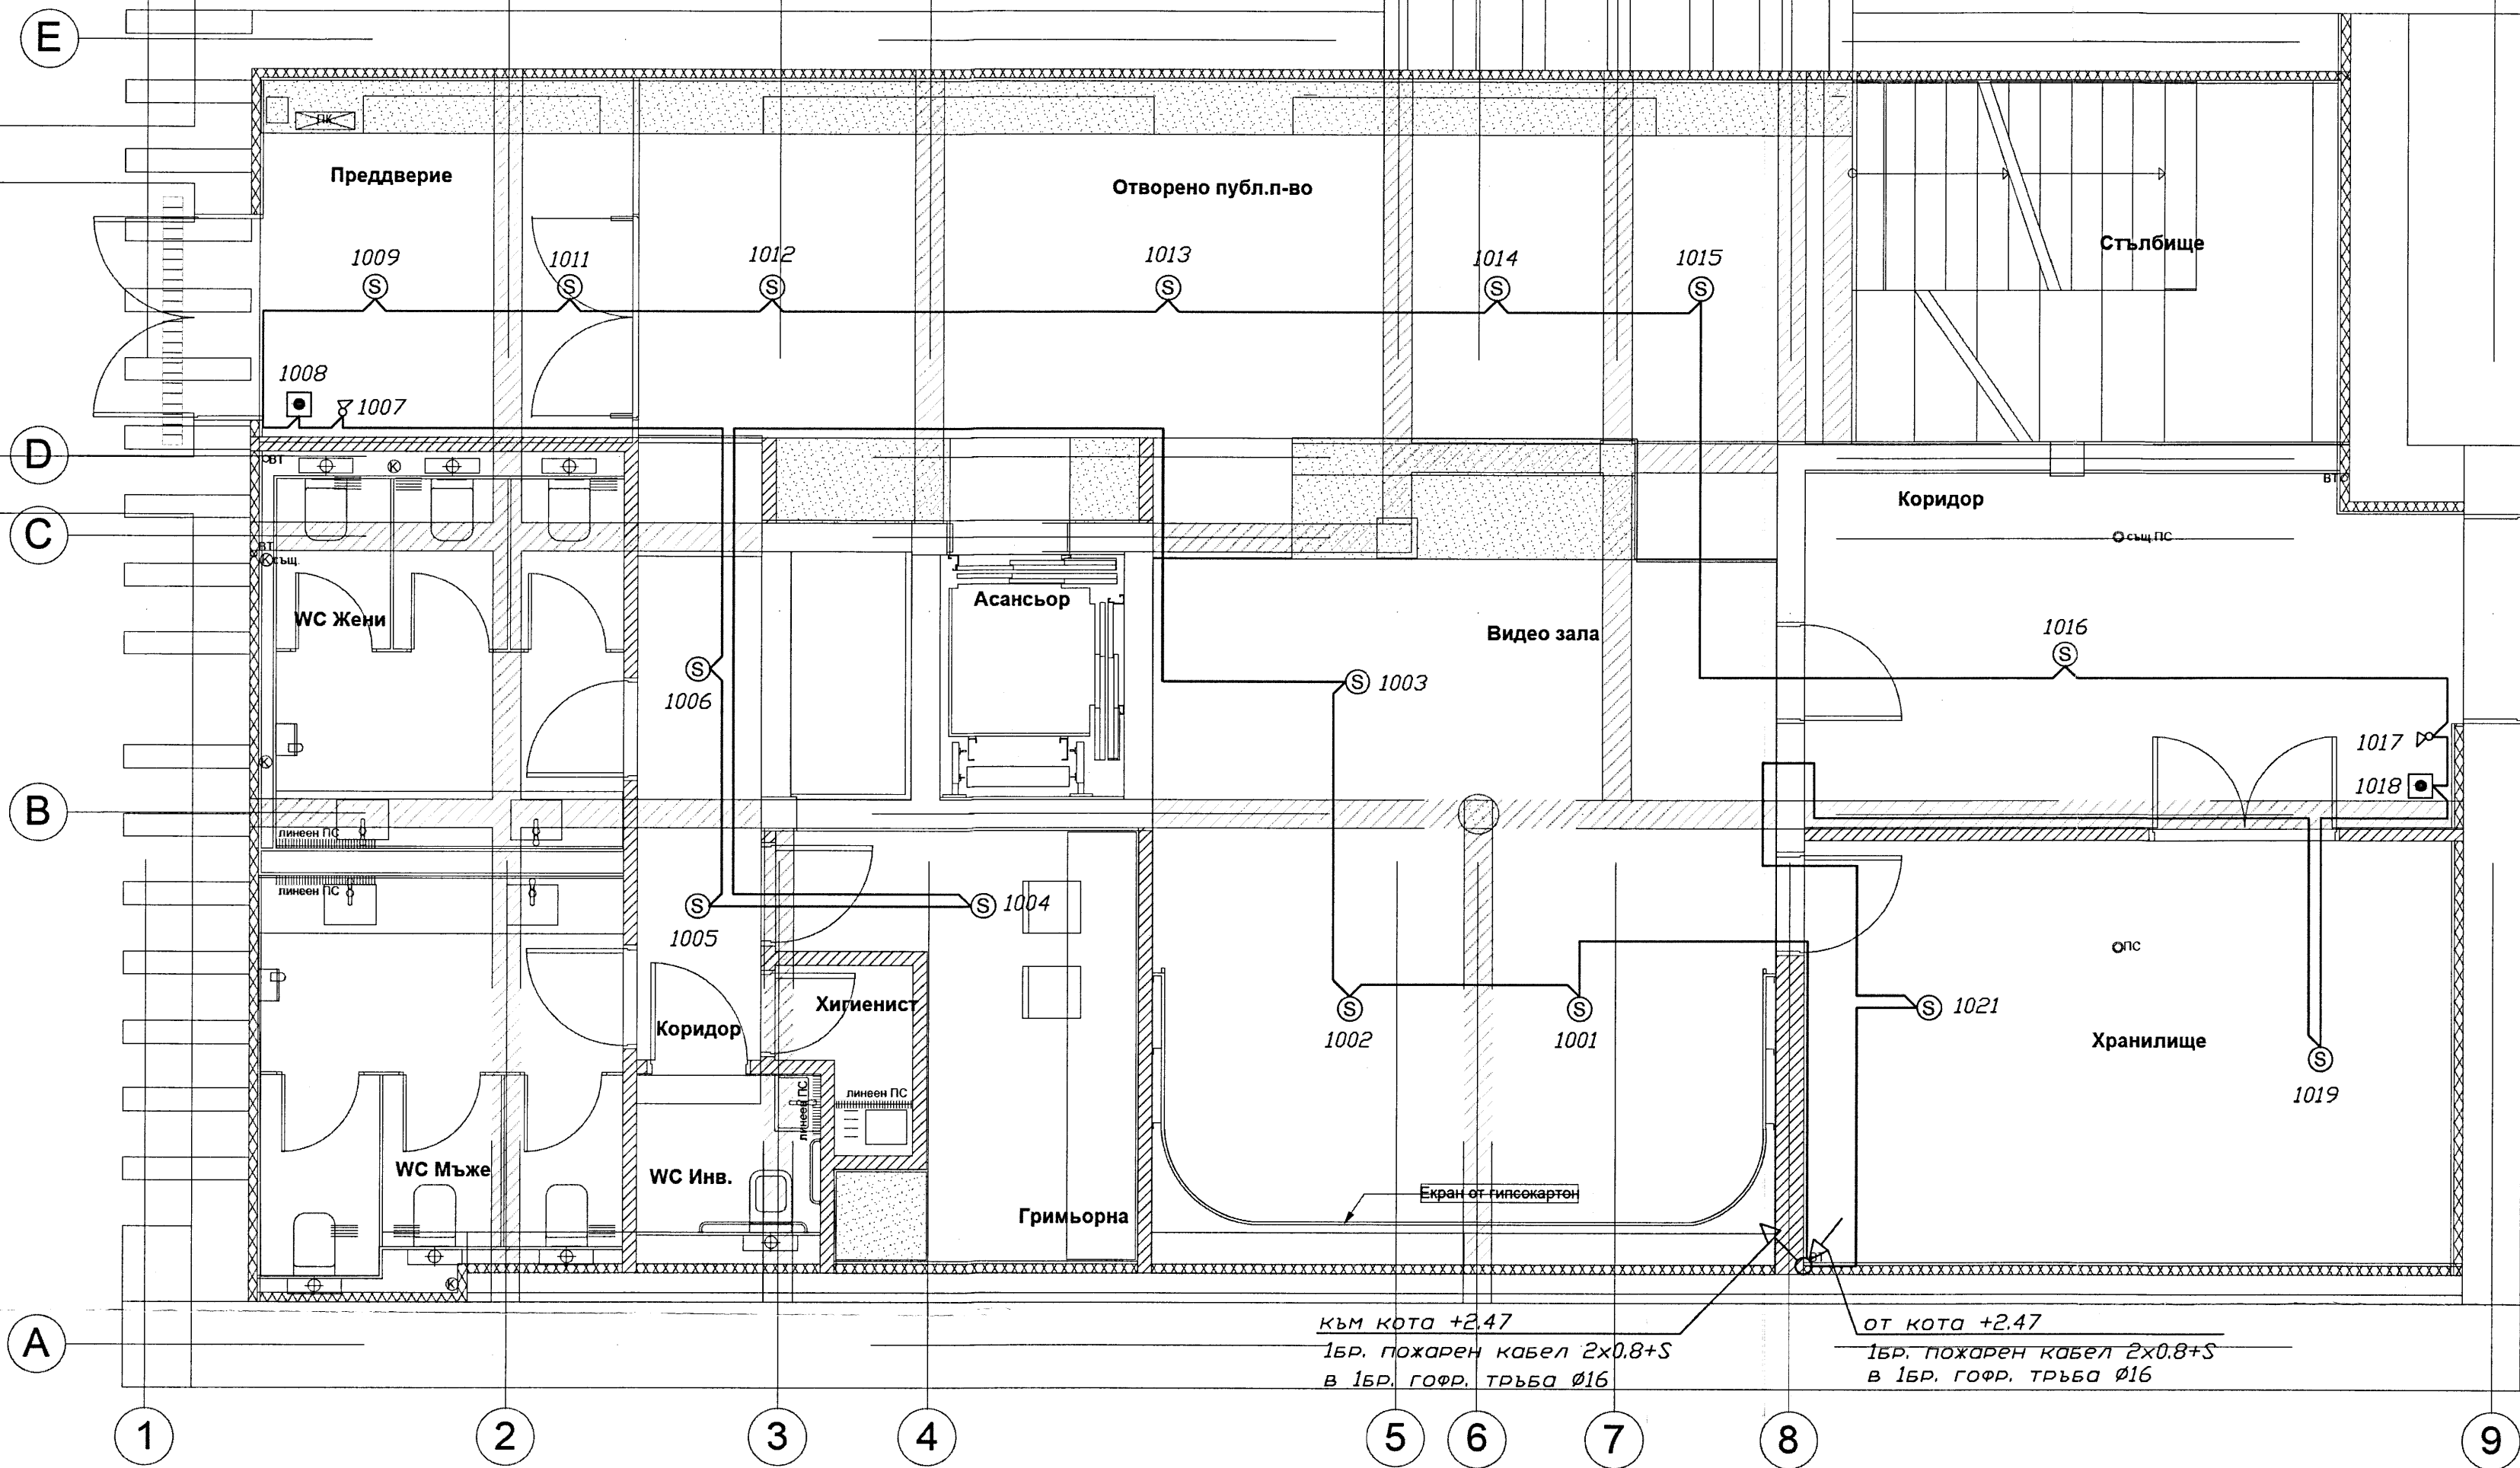 E
ПК
Преддверие
Отворено публ.п-во
Стълбище
1009
1011
1012
1013
1014
1015
S
S
S
S
S
S
1008
1007
D
ВТ
K
C
Коридор
ВТ
същ ПС
ВТ
K същ.
WC Жени
Асансьор
Видео зала
1016
S
S
1006
S 1003
1017
K
1018
B
линеен ПС
линеен ПС
S
1005
S 1004
ПС
Хигиенист
Коридор
S
1002
S
1001
S 1021
Хранилище
S
1019
линеен ПС
линеен ПС
WC Мъже
WC Инв.
Екран от гипсокартон
Гримьорна
ВТ
K
A
към кота +2.47
1бр. пожарен кабел 2x0.8+S
в 1бр. гофр. тръба Ø16
от кота +2.47
1бр. пожарен кабел 2x0.8+S
в 1бр. гофр. тръба Ø16
1
2
3
4
5
6
7
8
9